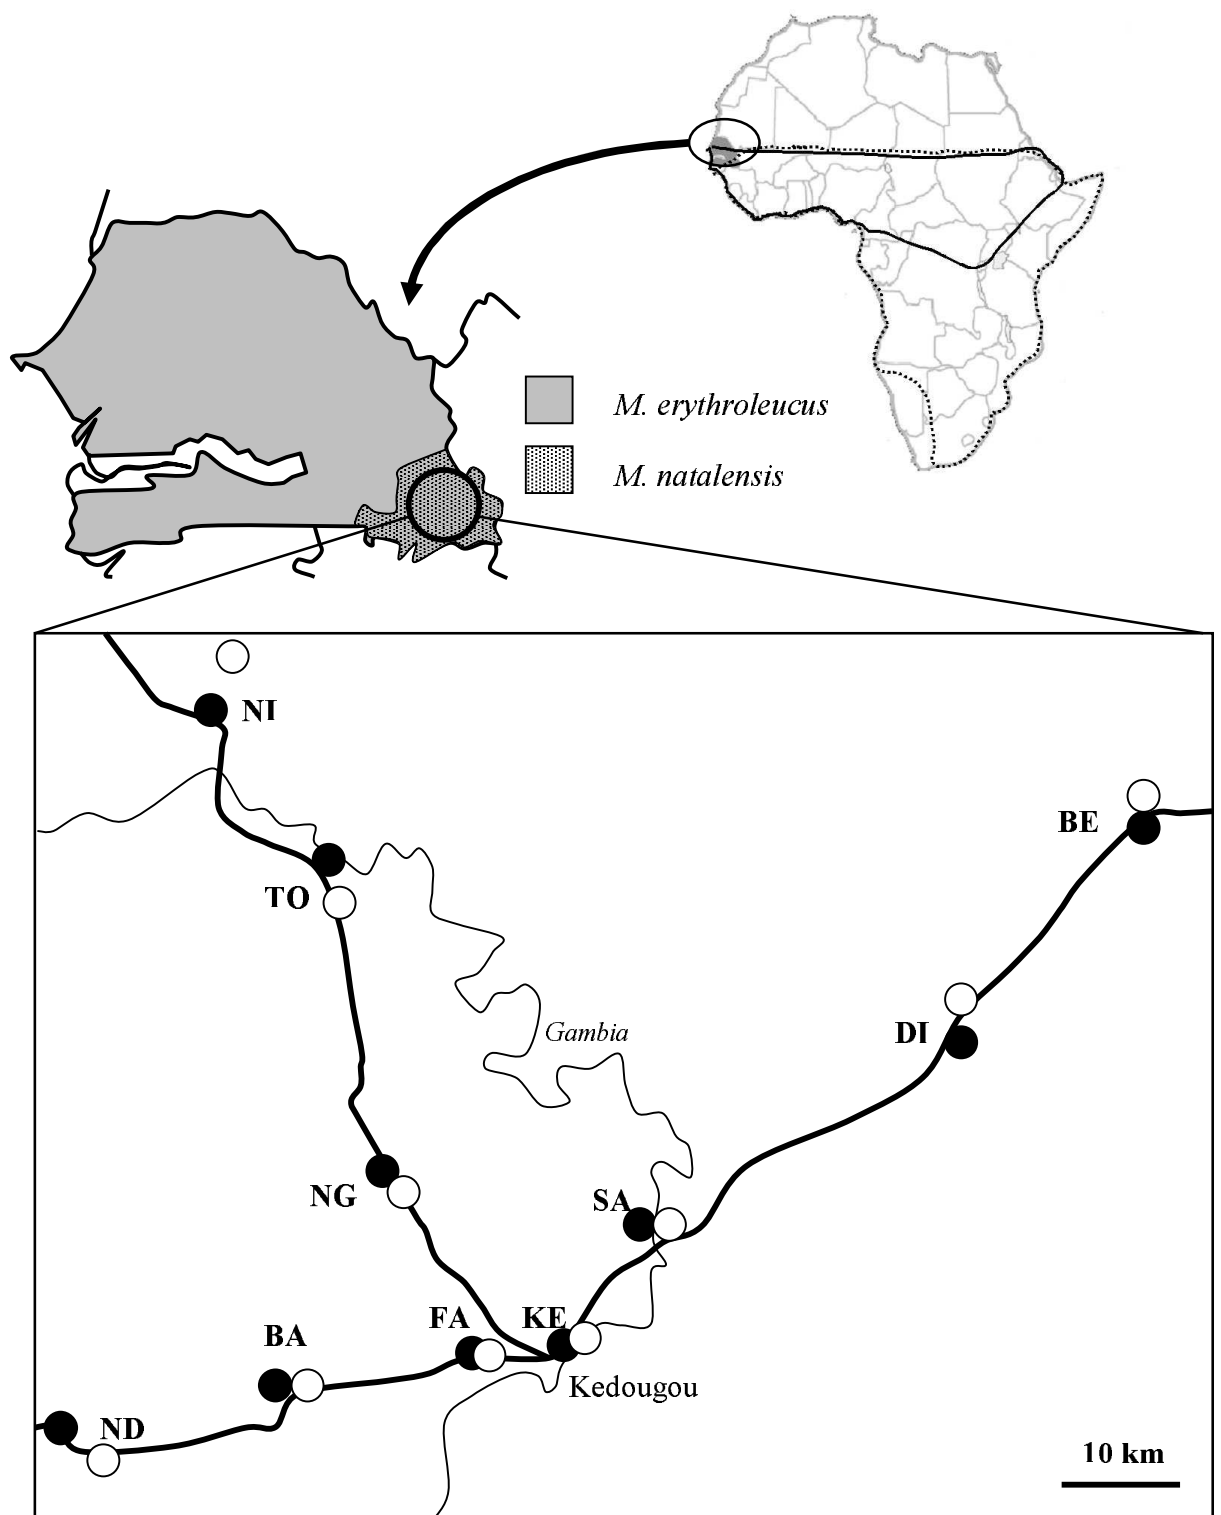 M. erythroleucus
M. natalensis
NI
BE
TO
Gambia
DI
NG
SA
FA
KE
BA
Kedougou
ND
10 km